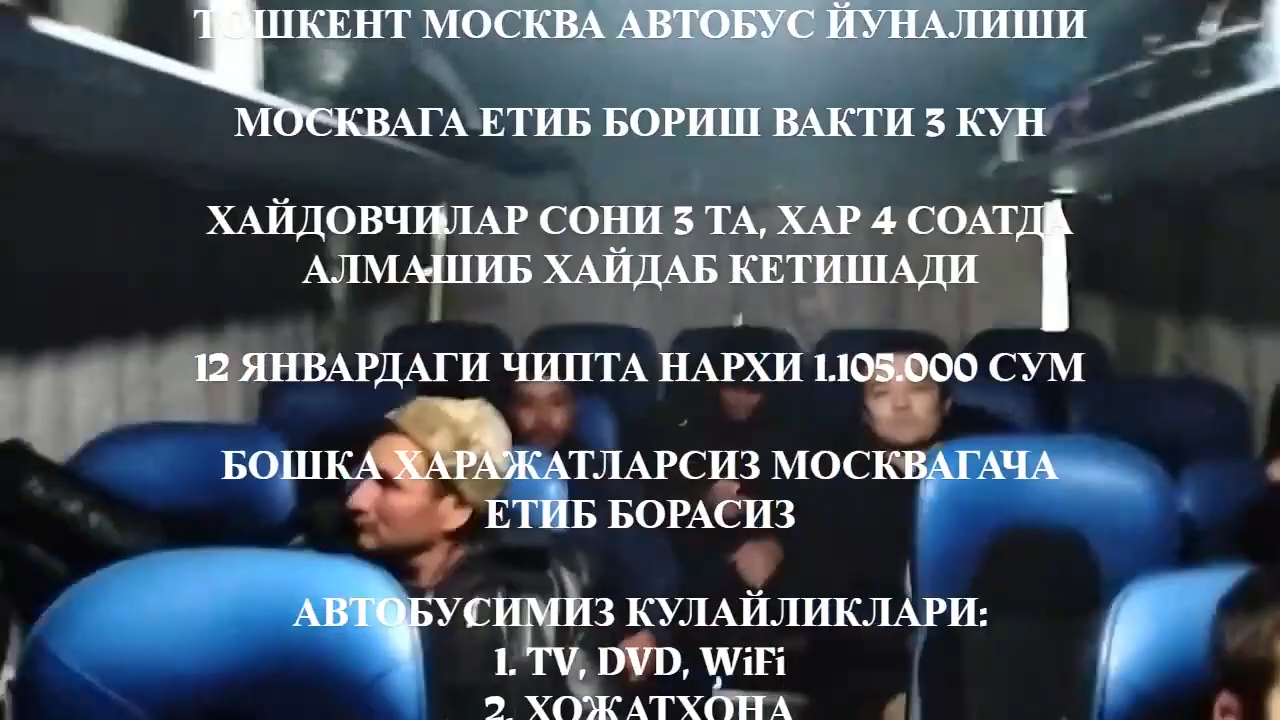 ТОШКЕНТ МОСКВА АВТОБУС ЙУНАЛИШИ
МОСКВАГА ЕТИБ БОРИШ ВАКТИ 3 КУН
ХАЙДОВЧИЛАР СОНИ 3 ТА, ХАР 4 СОАТДА
АЛМАШИБ ХАЙДАБ КЕТИШАДИ
12 ЯНВАРДАГИ ЧИПТА НАРХИ 1.105.000 СУМ
БОШКА ХАРАЖАТЛАРСИЗ МОСКВАГАЧА
ЕТИБ БОРАСИЗ
АВТОБУСИМИЗ КУЛАЙЛИКЛАРИ:
1. TV, DVD, WiFi
2. ХОЖАТХОНА